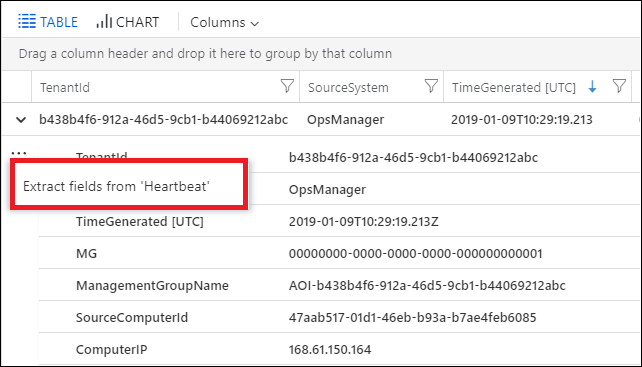 TABLE CHART Columns
Drag a column header and drop it here to group by that column
TenantId SourceSystem TimeGenerated [UTC]
b438b4f6-912a-46d5-9cb1-b44069212abc OpsManager 2019-01-09T10:29:19.213
... TenantId b438b4f6-912a-46d5-9cb1-b44069212abc
Extract fields from 'Heartbeat' OpsManager
TimeGenerated [UTC] 2019-01-09T10:29:19.213Z
MG 00000000-0000-0000-0000-000000000001
ManagementGroupName AOI-b438b4f6-912a-46d5-9cb1-b44069212abc
SourceComputerId 47aab517-01d1-46eb-b93a-b7ae4feb6085
ComputerIP 168.61.150.164